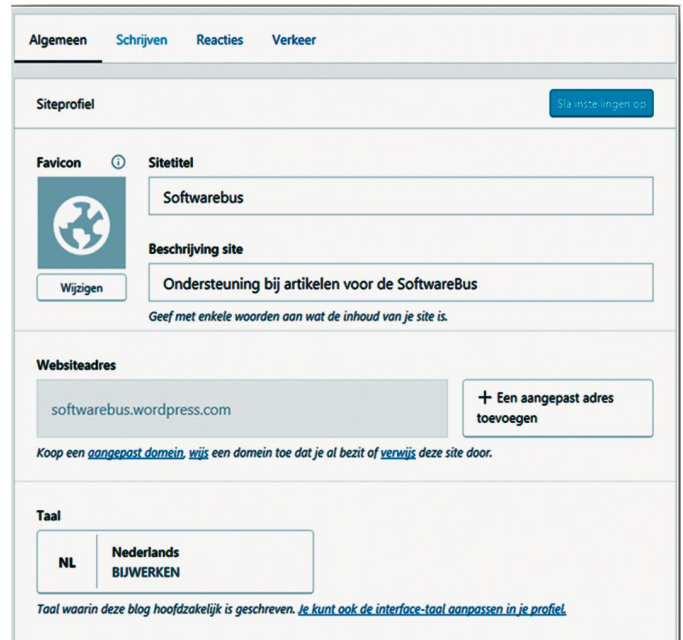 Algemeen Schrijven Reacties Verkeer
Siteprofiel
Sla instellingen op
Favicon
Sitetitel
Softwarebus
Beschrijving site
Wijzigen
Ondersteuning bij artikelen voor de SoftwareBus
Geef met enkele woorden aan wat de inhoud van je site is.
Websiteadres
softwarebus.wordpress.com
+ Een aangepast adres
toevoegen
Koop een aangepast domein, wijs een domein toe dat je al bezit of verwijs deze site door.
Taal
NL
Nederlands
BIJWERKEN
Taal waarin deze blog hoofdzakelijk is geschreven. Je kunt ook de interface-taal aanpassen in je profiel.